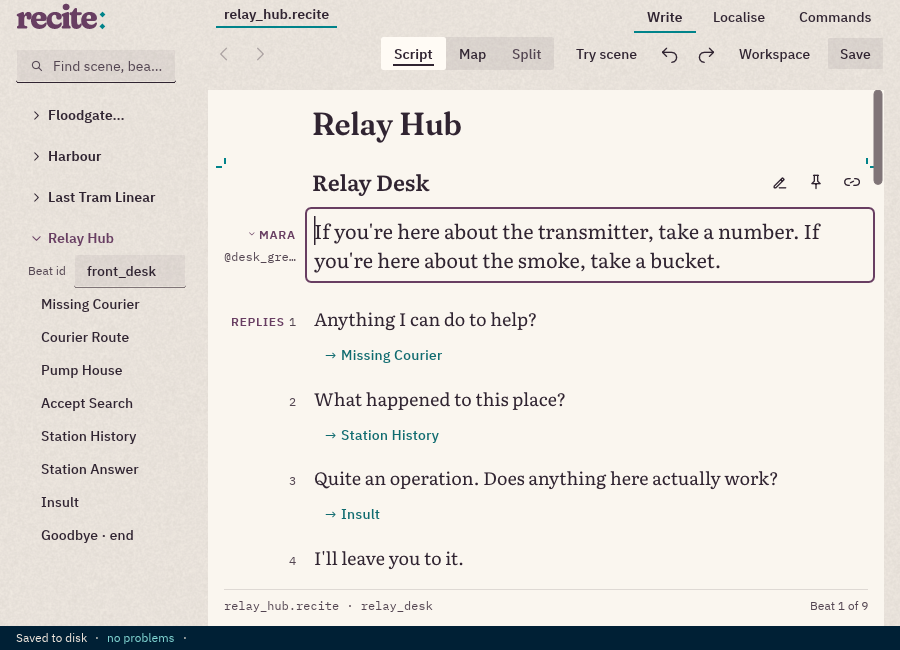 recite:
relay_hub.recite
Write
Localise
Commands
Find scene, bea...
Script
Map
Split
Try scene
Workspace
Save
Floodgate...
Harbour
Last Tram Linear
Relay Hub
Beat id
front_desk
Missing Courier
Courier Route
Pump House
Accept Search
Station History
Station Answer
Insult
Goodbye · end
Relay Hub
Relay Desk
MARA
@desk_gre…
If you're here about the transmitter, take a number. If
you're here about the smoke, take a bucket.
REPLIES 1
Anything I can do to help?
→ Missing Courier
2
What happened to this place?
→ Station History
3
Quite an operation. Does anything here actually work?
→ Insult
4
I'll leave you to it.
relay_hub.recite · relay_desk
Beat 1 of 9
Saved to disk · no problems ·